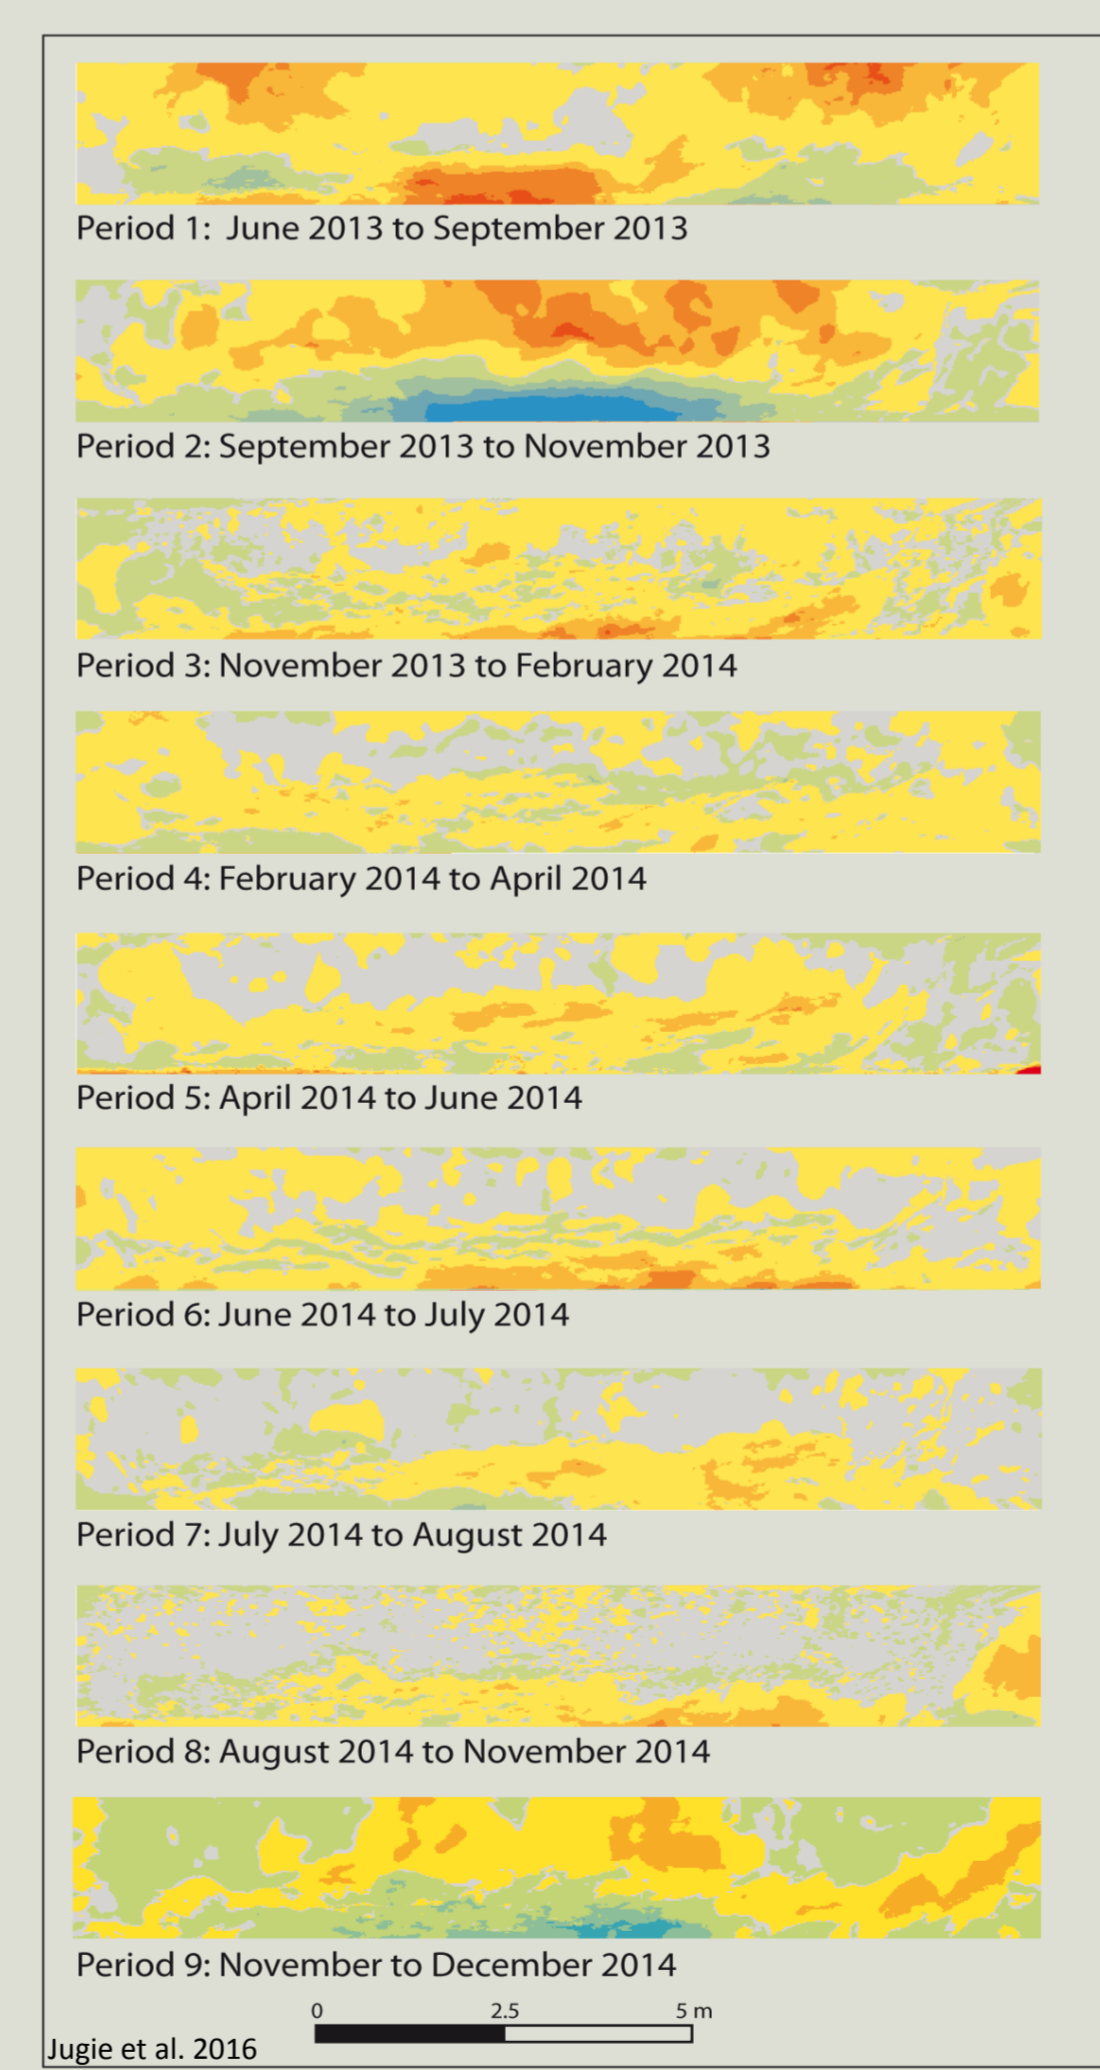 Period 1: June 2013 to September 2013
Period 2: September 2013 to November 2013
Period 3: November 2013 to February 2014
Period 4: February 2014 to April 2014
Period 5: April 2014 to June 2014
Period 6: June 2014 to July 2014
Period 7: July 2014 to August 2014
Period 8: August 2014 to November 2014
Period 9: November to December 2014
0 2.5 5 m
Jugie et al. 2016